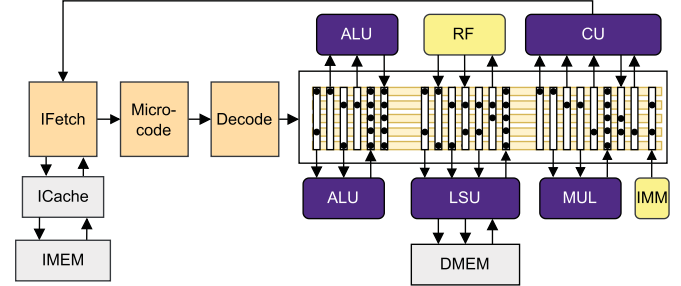 ALU
RF
CU
IFetch
Micro-
code
Decode
ICache
ALU
LSU
MUL
IMM
IMEM
DMEM